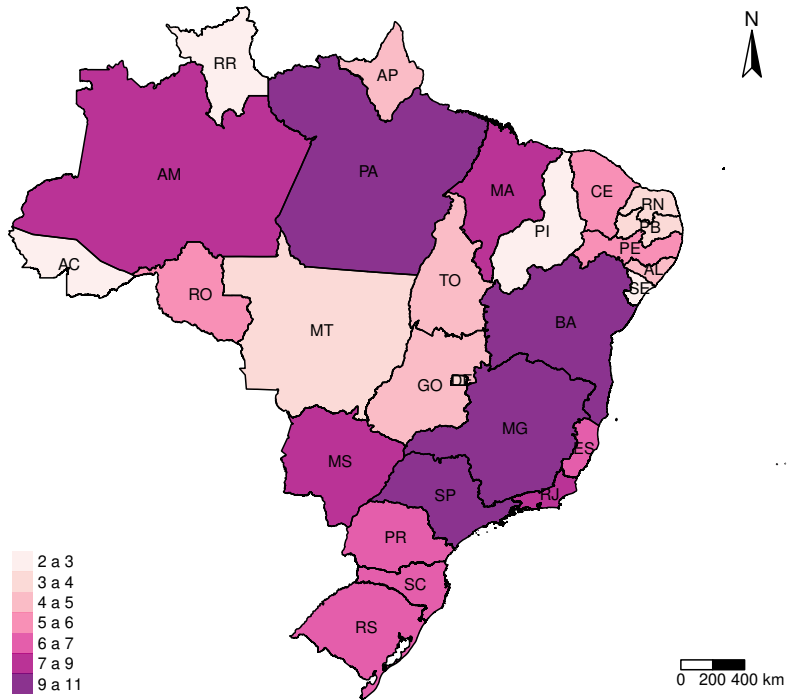 N
RR
AP
AM
PA
MA
CE
RN
PB
PI
PE
AL
SE
AC
RO
TO
BA
MT
GO
DF
MG
ES
MS
SP
RJ
PR
SC
RS
2 a 3
3 a 4
4 a 5
5 a 6
6 a 7
7 a 9
9 a 11
0 200 400 km